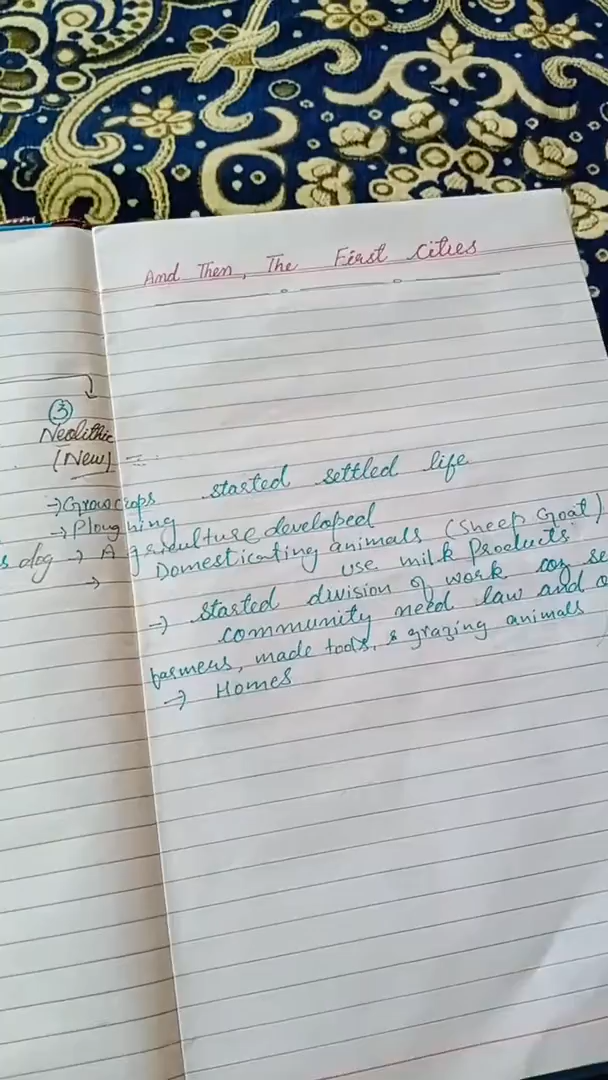 And Then, The First Cities
③
Neolithic
(New)
started settled life
→ Grow crops
→ Ploughing
s dog → Agriculture developed
Domesticating animals (Sheep Goat)
→ use milk Products
→ started division of work coz se
community need law and o
farmers, made tools, & grazing animals
→ Homes